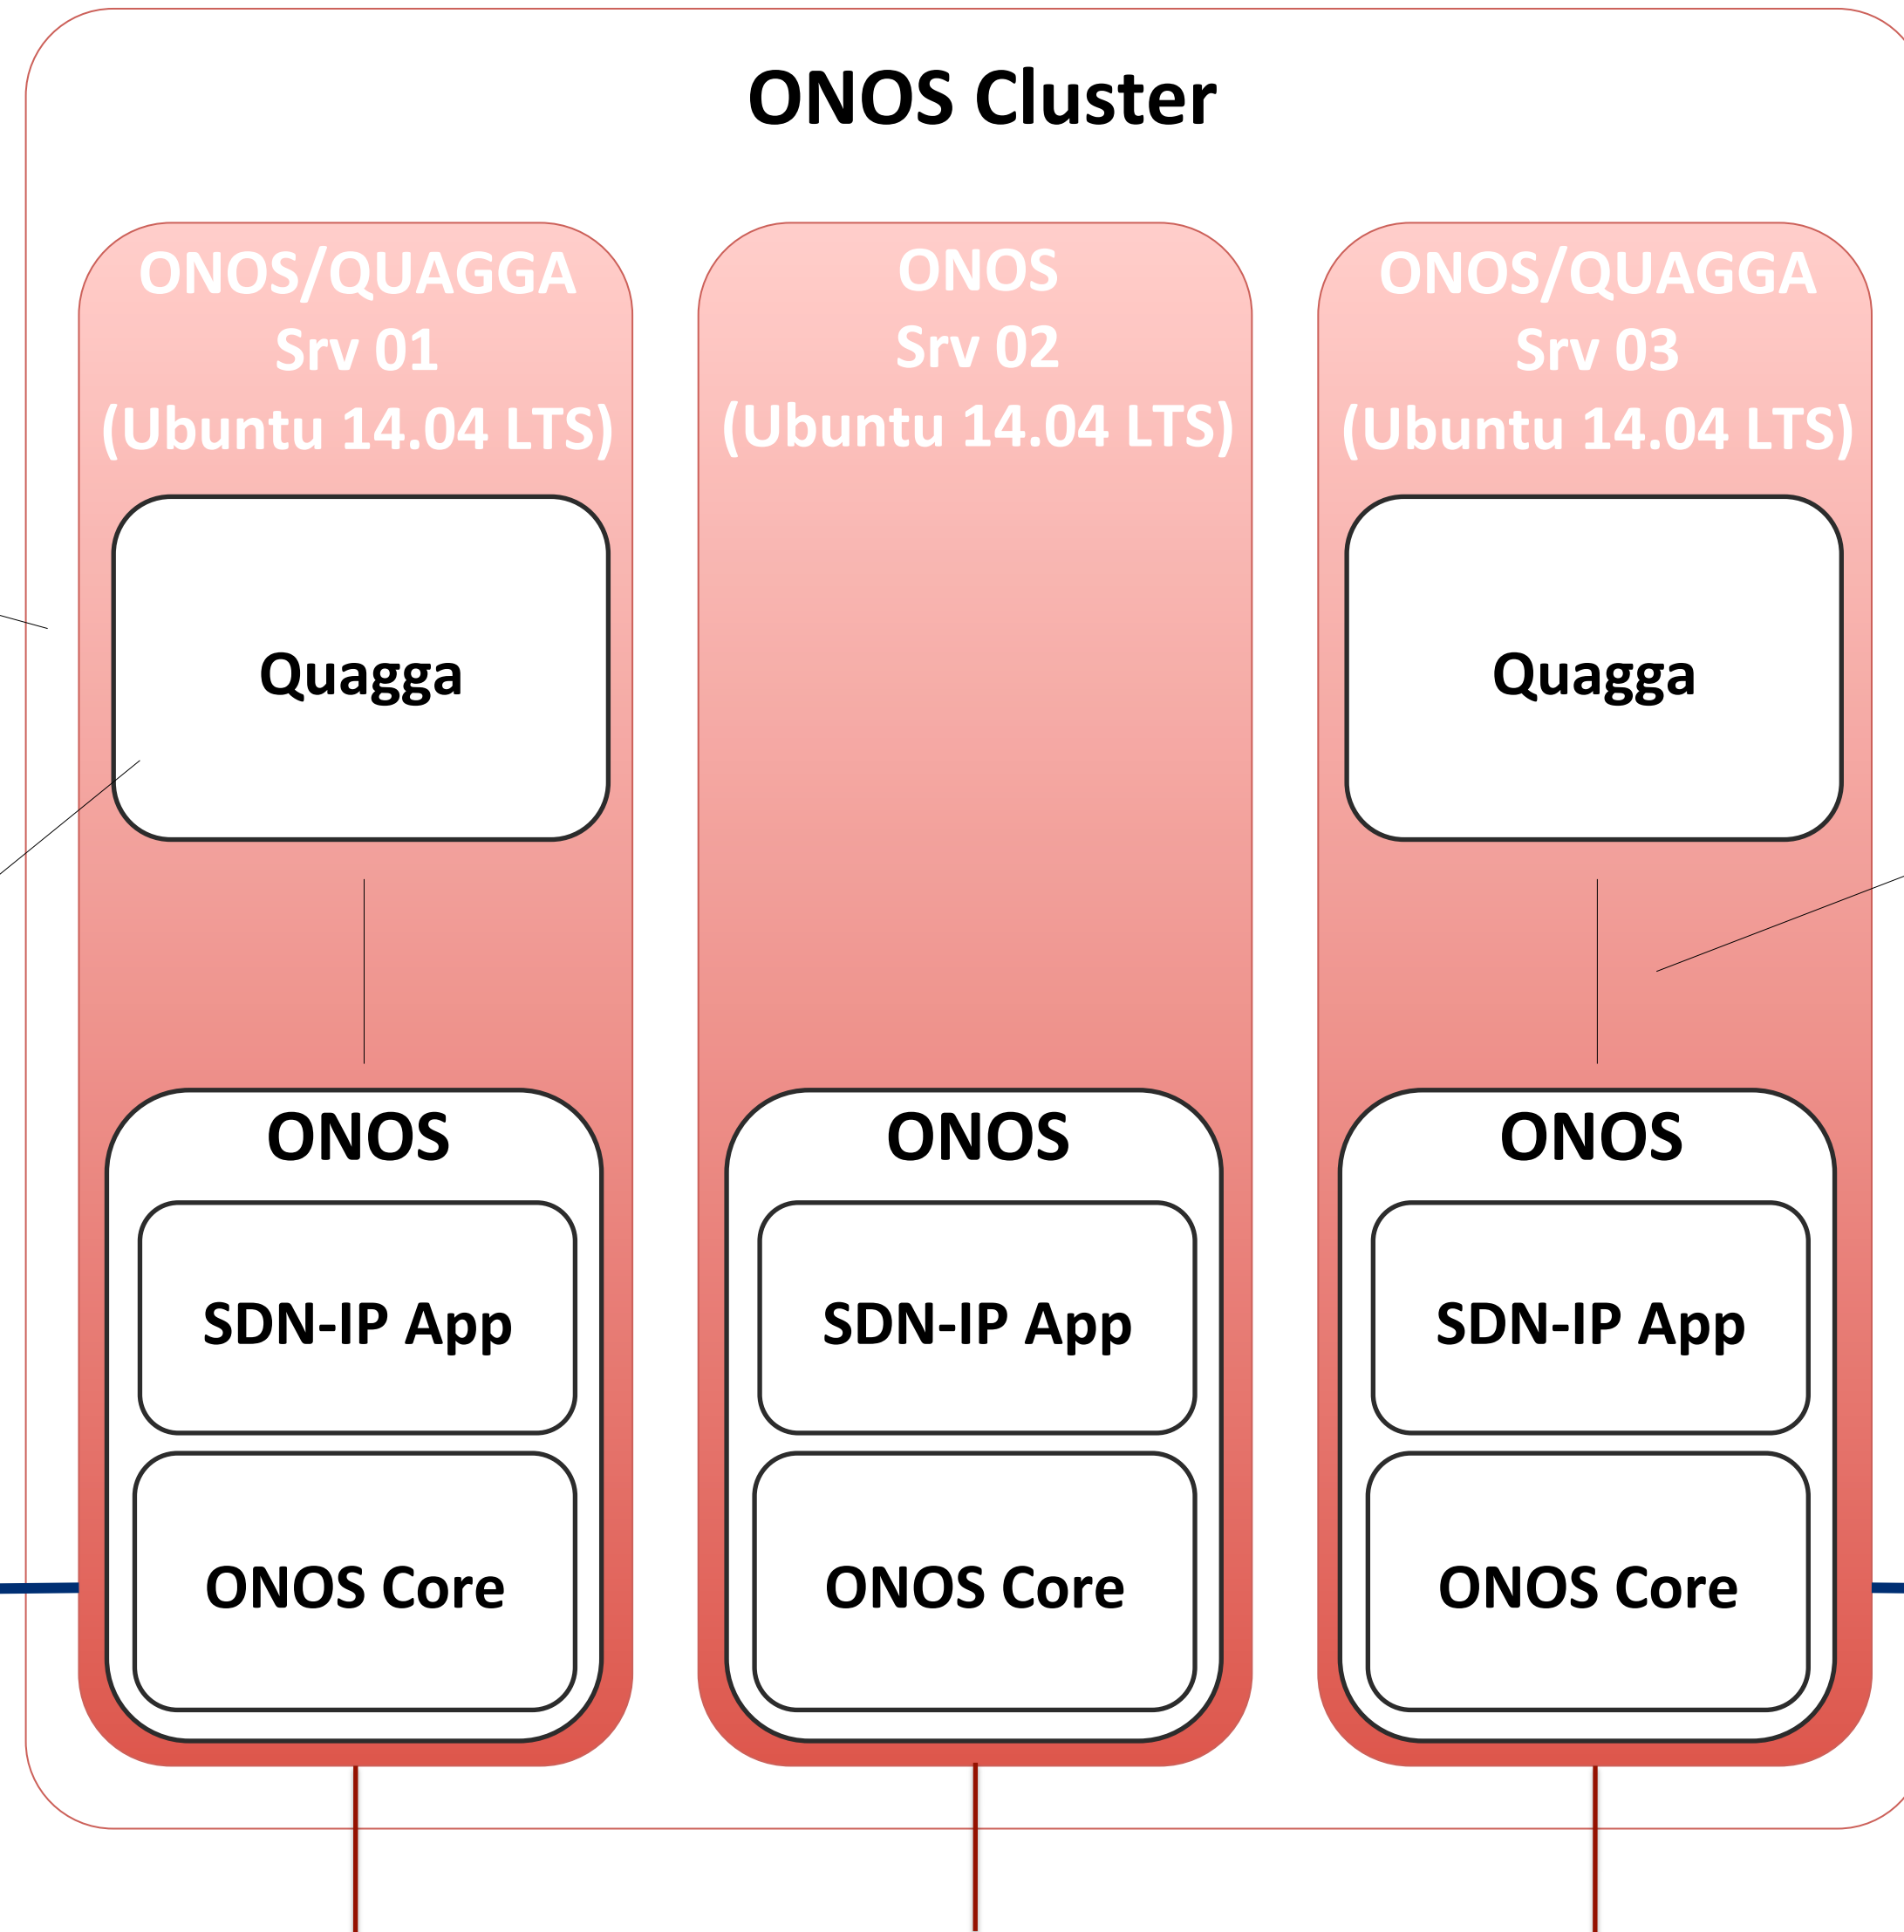 ONOS Cluster
ONOS/QUAGGA
Srv 01
(Ubuntu 14.04 LTS)
Quagga
ONOS
SDN-IP App
ONOS Core
ONOS
Srv 02
(Ubuntu 14.04 LTS)
ONOS
SDN-IP App
ONOS Core
ONOS/QUAGGA
Srv 03
(Ubuntu 14.04 LTS)
Quagga
ONOS
SDN-IP App
ONOS Core